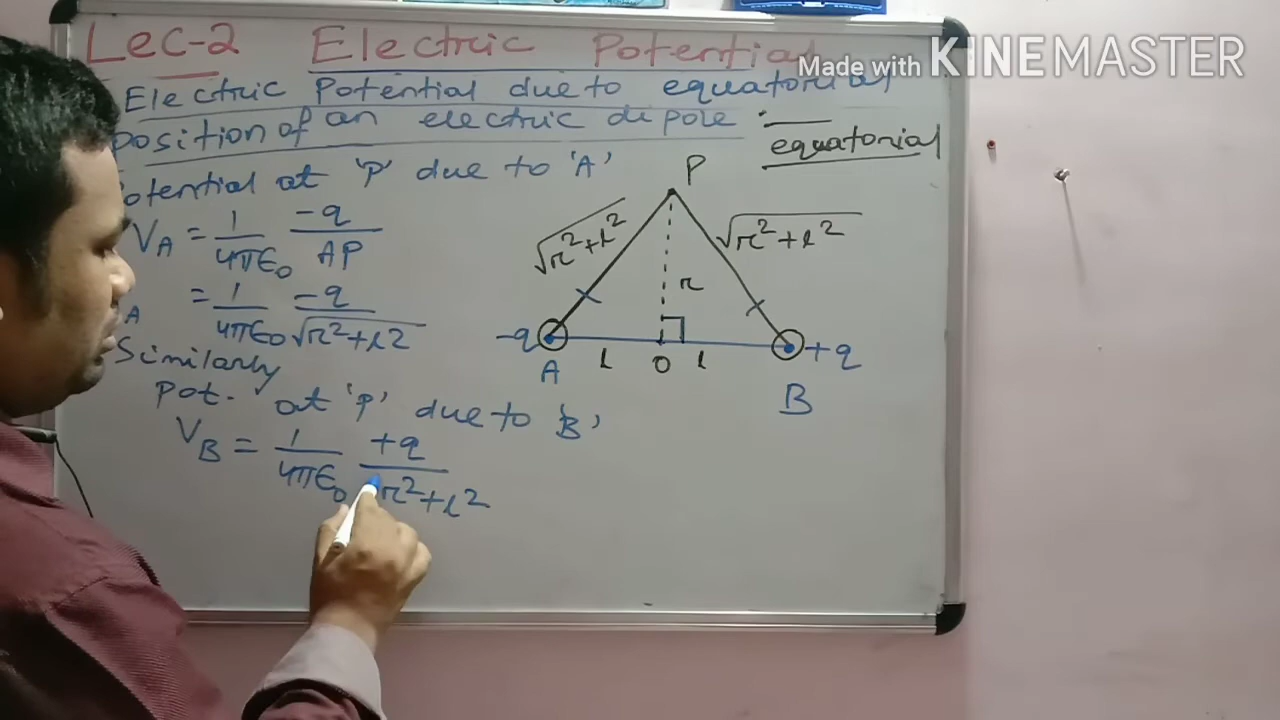 Lec-2 Electric Potential
Made with KINEMASTER
Electric Potential due to equatorial
position of an electric dipole :-
equatorial
Potential at 'P' due to 'A'
V_A = 1/4πϵ₀ -q/AP
A = 1/4πϵ₀ -q/√r²+l²
Similarly
Pot. at 'p' due to 'B'
V_B = 1/4πϵ₀ +q/√r²+l²
P
√r²+l² √r²+l²
r
-q +q
A l O l B